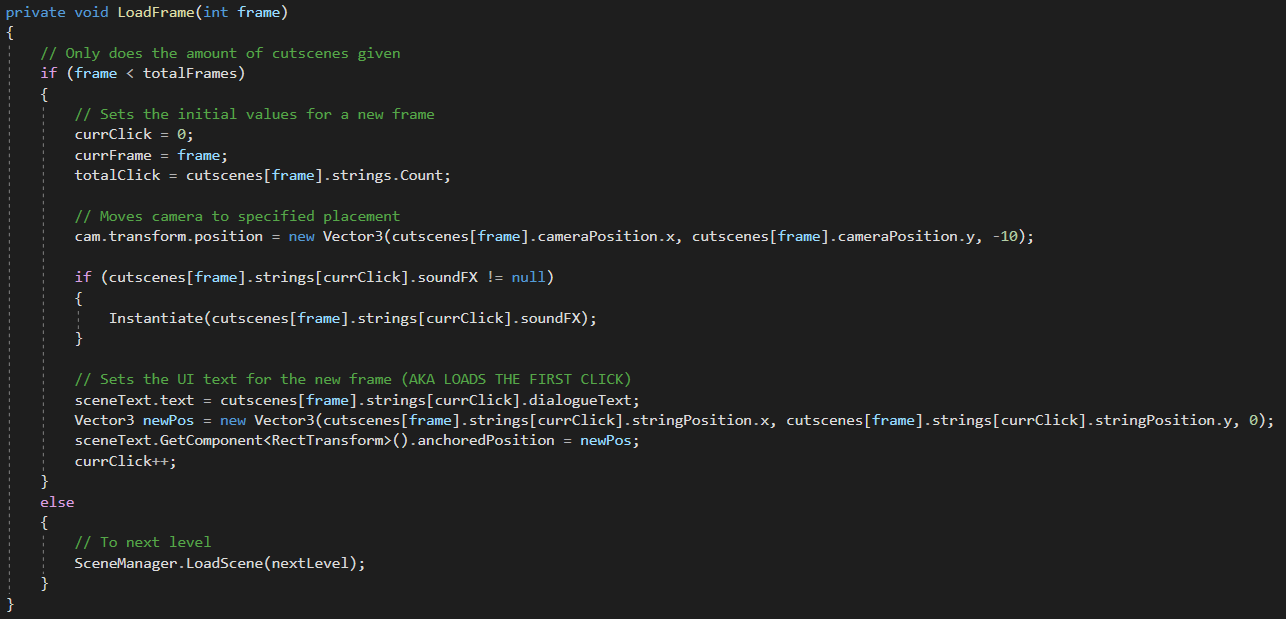 private void LoadFrame(int frame)
{
    // Only does the amount of cutscenes given
    if (frame < totalFrames)
    {
        // Sets the initial values for a new frame
        currClick = 0;
        currFrame = frame;
        totalClick = cutscenes[frame].strings.Count;

        // Moves camera to specified placement
        cam.transform.position = new Vector3(cutscenes[frame].cameraPosition.x, cutscenes[frame].cameraPosition.y, -10);

        if (cutscenes[frame].strings[currClick].soundFX != null)
        {
            Instantiate(cutscenes[frame].strings[currClick].soundFX);
        }

        // Sets the UI text for the new frame (AKA LOADS THE FIRST CLICK)
        sceneText.text = cutscenes[frame].strings[currClick].dialogueText;
        Vector3 newPos = new Vector3(cutscenes[frame].strings[currClick].stringPosition.x, cutscenes[frame].strings[currClick].stringPosition.y, 0);
        sceneText.GetComponent<RectTransform>().anchoredPosition = newPos;
        currClick++;
    }
    else
    {
        // To next level
        SceneManager.LoadScene(nextLevel);
    }
}